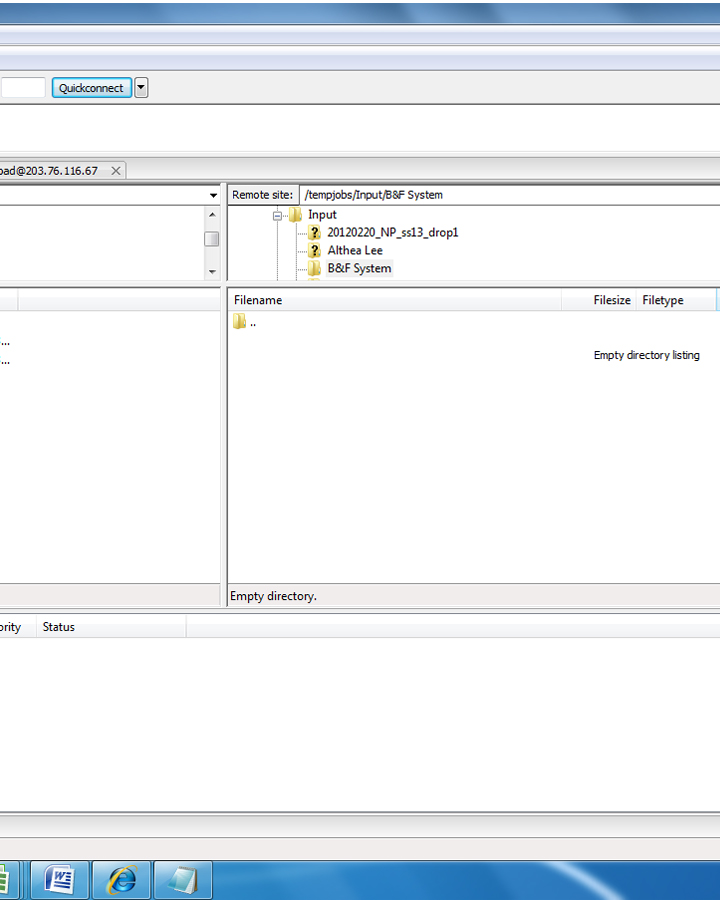 Quickconnect
oad@203.76.116.67
Remote site: /tempjobs/Input/B&F System
Input
20120220_NP_ss13_drop1
Althea Lee
B&F System
Filename Filesize Filetype
..
...
...
Empty directory listing
Empty directory.
ority Status